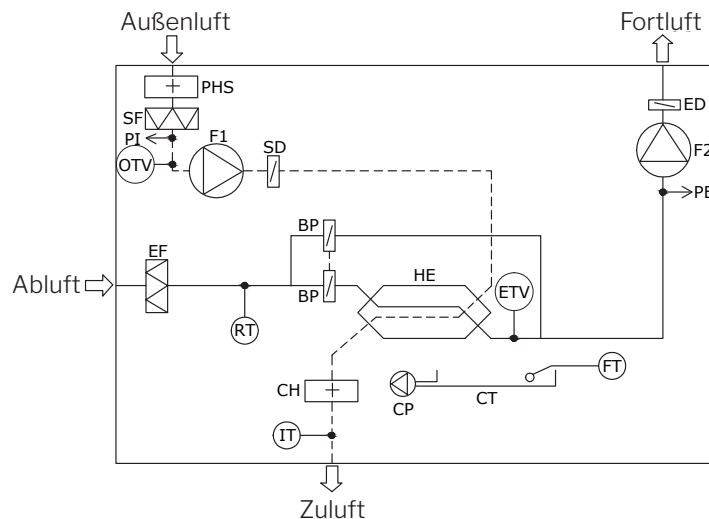 Außenluft
Fortluft
PHS
SF
ED
PI
F1
SD
F2
OTV
PE
BP
EF
BP
HE
ETV
Abluft
RT
FT
CH
CP
CT
IT
Zuluft